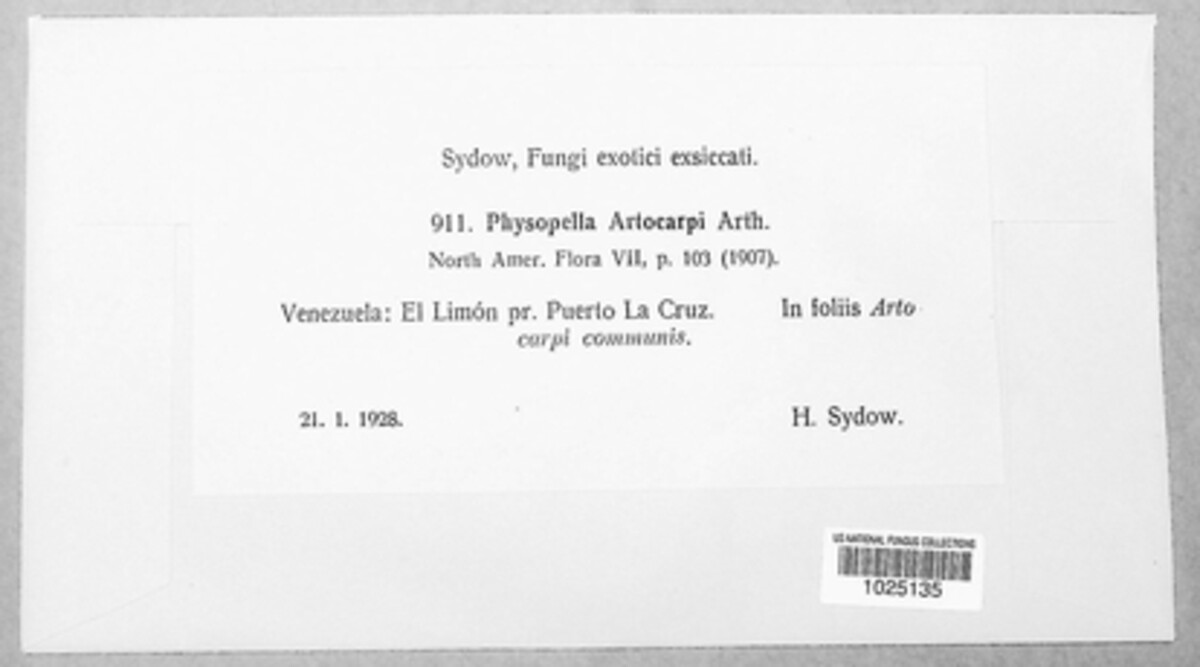 Sydow, Fungi exotici exsiccati.
911. Physopella Artocarpi Arth.
North Amer. Flora VII, p. 103 (1907).
Venezuela: El Limón pr. Puerto La Cruz. In foliis Arto
carpi communis.
21. 1. 1928. H. Sydow.
US NATIONAL FUNGUS COLLECTIONS
1025135